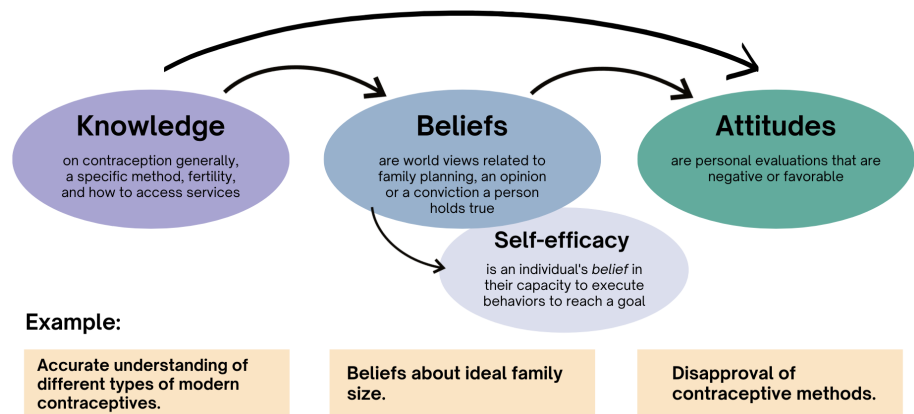 Knowledge
on contraception generally,
a specific method, fertility,
and how to access services
Beliefs
are world views related to
family planning, an opinion
or a conviction a person
holds true
Attitudes
are personal evaluations that are
negative or favorable
Self-efficacy
is an individual's belief in
their capacity to execute
behaviors to reach a goal
Example:
Accurate understanding of
different types of modern
contraceptives.
Beliefs about ideal family
size.
Disapproval of
contraceptive methods.